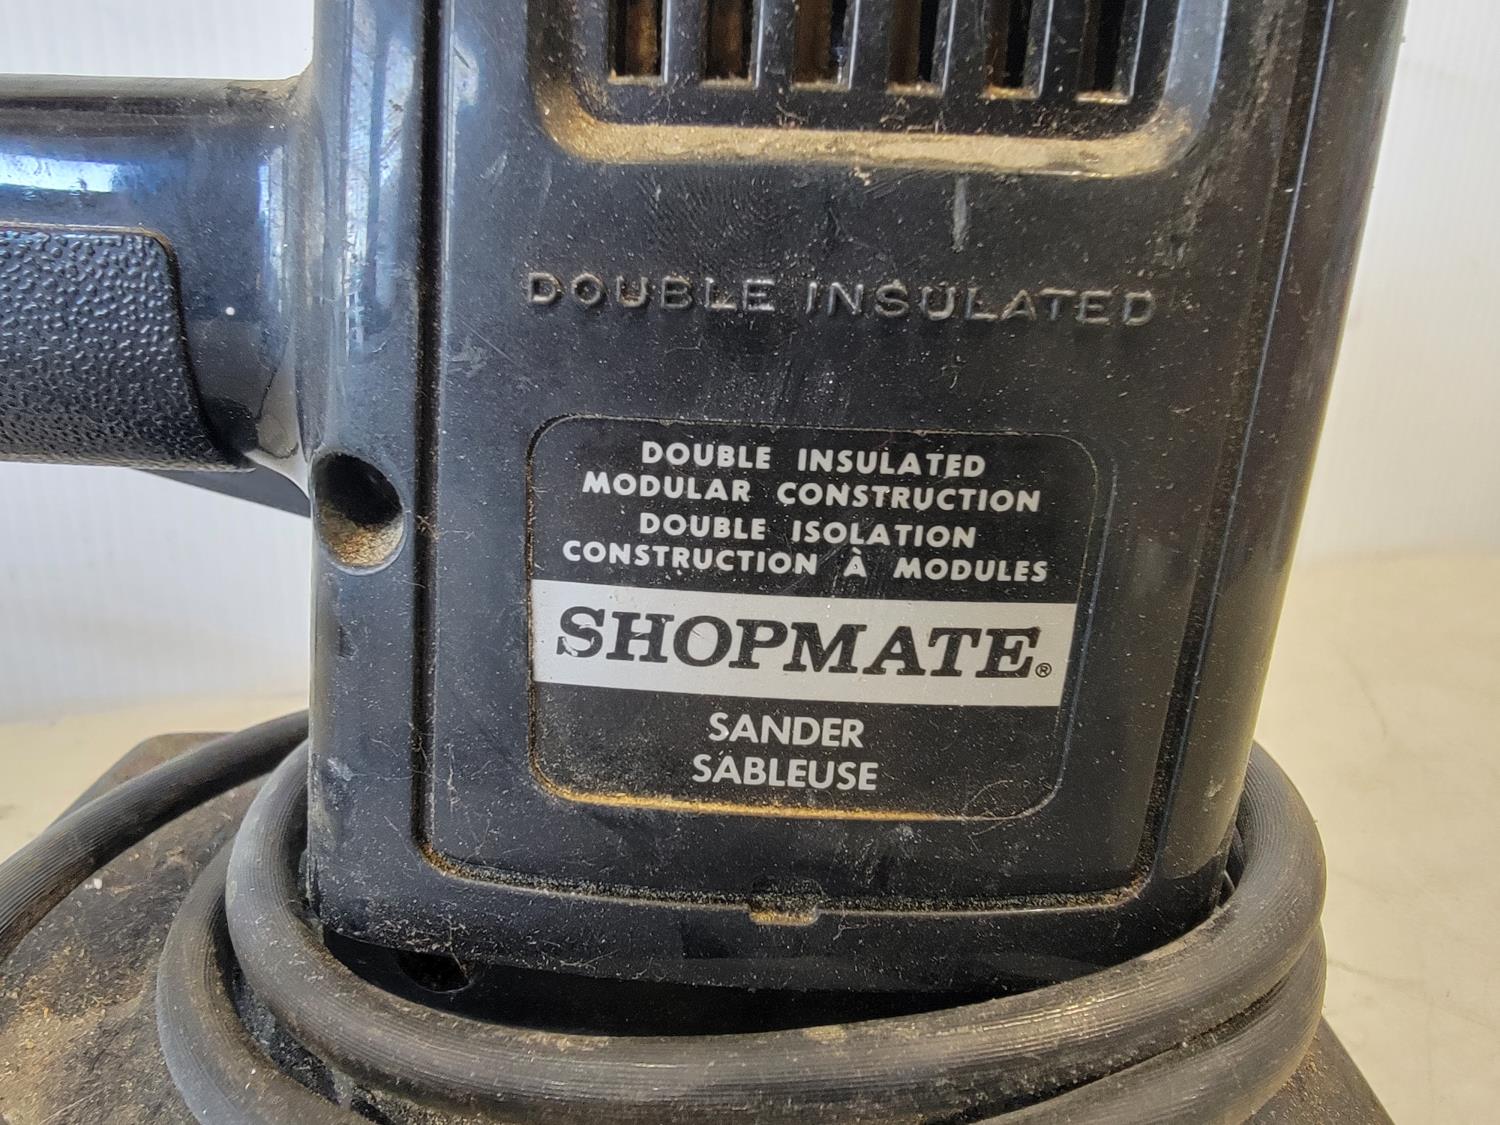 DOUBLE INSULATED
DOUBLE INSULATED
MODULAR CONSTRUCTION
DOUBLE ISOLATION
CONSTRUCTION À MODULES
SHOPMATE®
SANDER
SABLEUSE